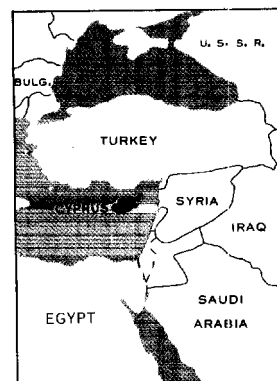 U. S. S. R.
BULG.
TURKEY
SYRIA
CYPRUS
IRAQ
SAUDI
EGYPT
ARABIA